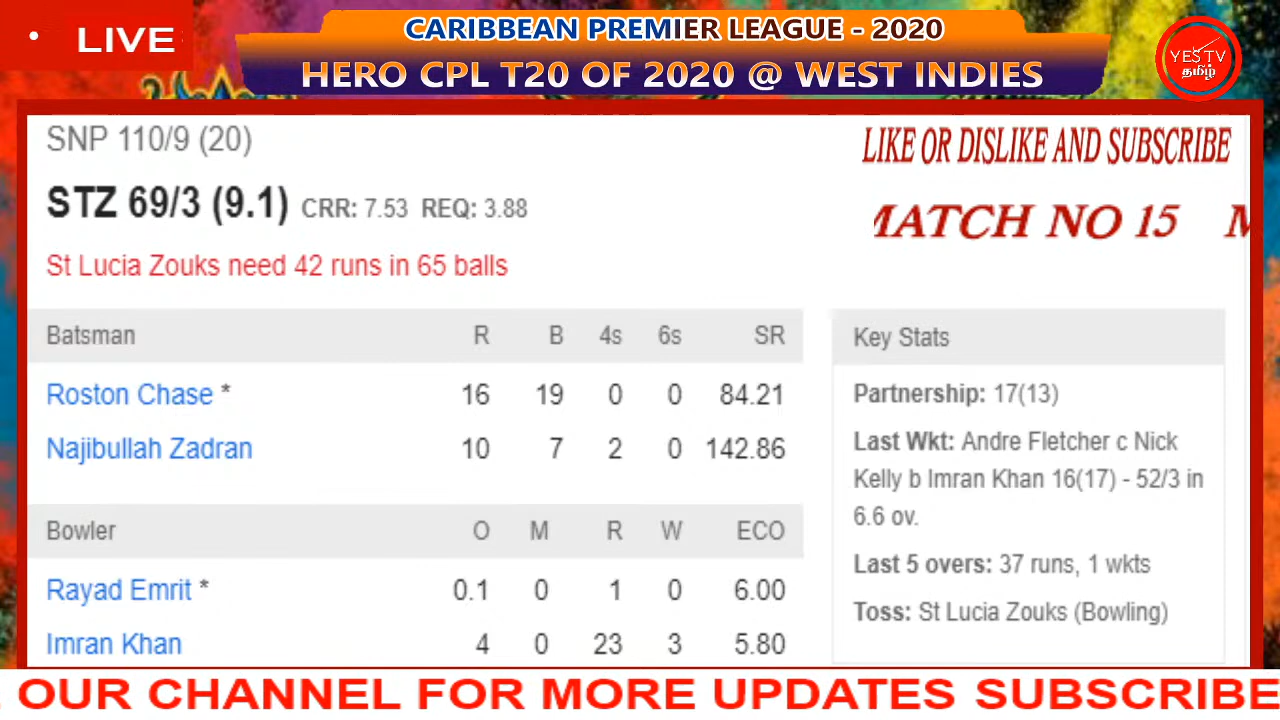 LIVE
CARIBBEAN PREMIER LEAGUE - 2020
HERO CPL T20 OF 2020 @ WEST INDIES
YES TV
தமிழ்
SNP 110/9 (20)
LIKE OR DISLIKE AND SUBSCRIBE
STZ 69/3 (9.1) CRR: 7.53 REQ: 3.88
MATCH NO 15 M
St Lucia Zouks need 42 runs in 65 balls
Batsman R B 4s 6s SR
Roston Chase * 16 19 0 0 84.21
Najibullah Zadran 10 7 2 0 142.86
Bowler O M R W ECO
Rayad Emrit * 0.1 0 1 0 6.00
Imran Khan 4 0 23 3 5.80
Key Stats
Partnership: 17(13)
Last Wkt: Andre Fletcher c Nick
Kelly b Imran Khan 16(17) - 52/3 in
6.6 ov.
Last 5 overs: 37 runs, 1 wkts
Toss: St Lucia Zouks (Bowling)
OUR CHANNEL FOR MORE UPDATES SUBSCRIBE